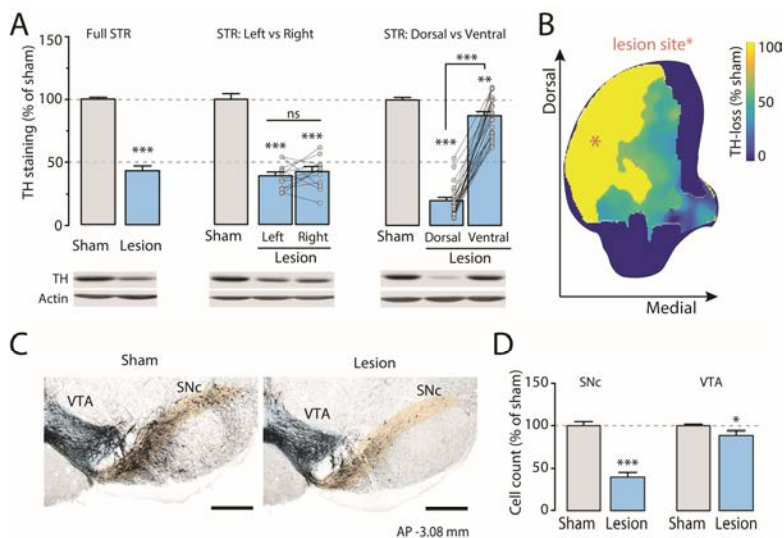 A
Full STR
STR: Left vs Right
STR: Dorsal vs Ventral
TH staining (% of sham)
150
100
50
0
***
ns
***
***
***
***
**
Sham
Lesion
Sham
Left
Right
Lesion
Sham
Dorsal
Ventral
Lesion
TH
Actin
B
lesion site*
Dorsal
*
Medial
100
50
0
TH-loss (% sham)
C
Sham
Lesion
VTA
SNc
VTA
SNc
AP -3.08 mm
D
SNc
VTA
Cell count (% of sham)
150
100
50
0
***
*
Sham
Lesion
Sham
Lesion